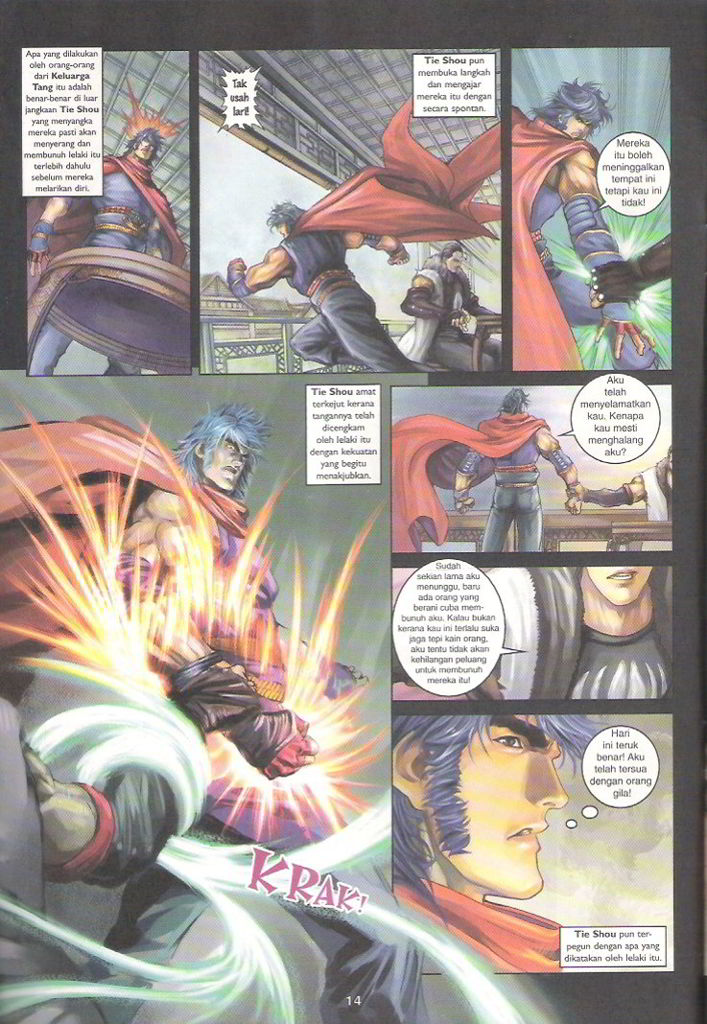 Apa yang dilakukan
oleh orang-orang
dari Keluarga
Tang itu adalah
benar-benar di luar
jangkaan Tie Shou
yang menyangka
mereka pasti akan
menyerang dan
membunuh lelaki itu
terlebih dahulu
sebelum mereka
melarikan diri.
Tak
usah
lari!!
Tie Shou pun
membuka langkah
dan mengajar
mereka itu dengan
secara spontan.
Mereka
itu boleh
meninggalkan
tempat ini
tetapi kau ini
tidak!
Tie Shou amat
terkejut kerana
tangannya telah
dicengkam
oleh lelaki itu
dengan kekuatan
yang begitu
menakjubkan.
KRAK!
Aku
telah
menyelamatkan
kau. Kenapa
kau mesti
menghalang
aku?
Sudah
sekian lama aku
menunggu, baru
ada orang yang
berani cuba mem-
bunuh aku. Kalau bukan
kerana kau ini terlalu suka
jaga tepi kain orang,
aku tentu tidak akan
kehilangan peluang
untuk membunuh
mereka itu!
Hari
ini teruk
benar! Aku
telah tersua
dengan orang
gila!
Tie Shou pun ter-
pegun dengan apa yang
dikatakan oleh lelaki itu.
14